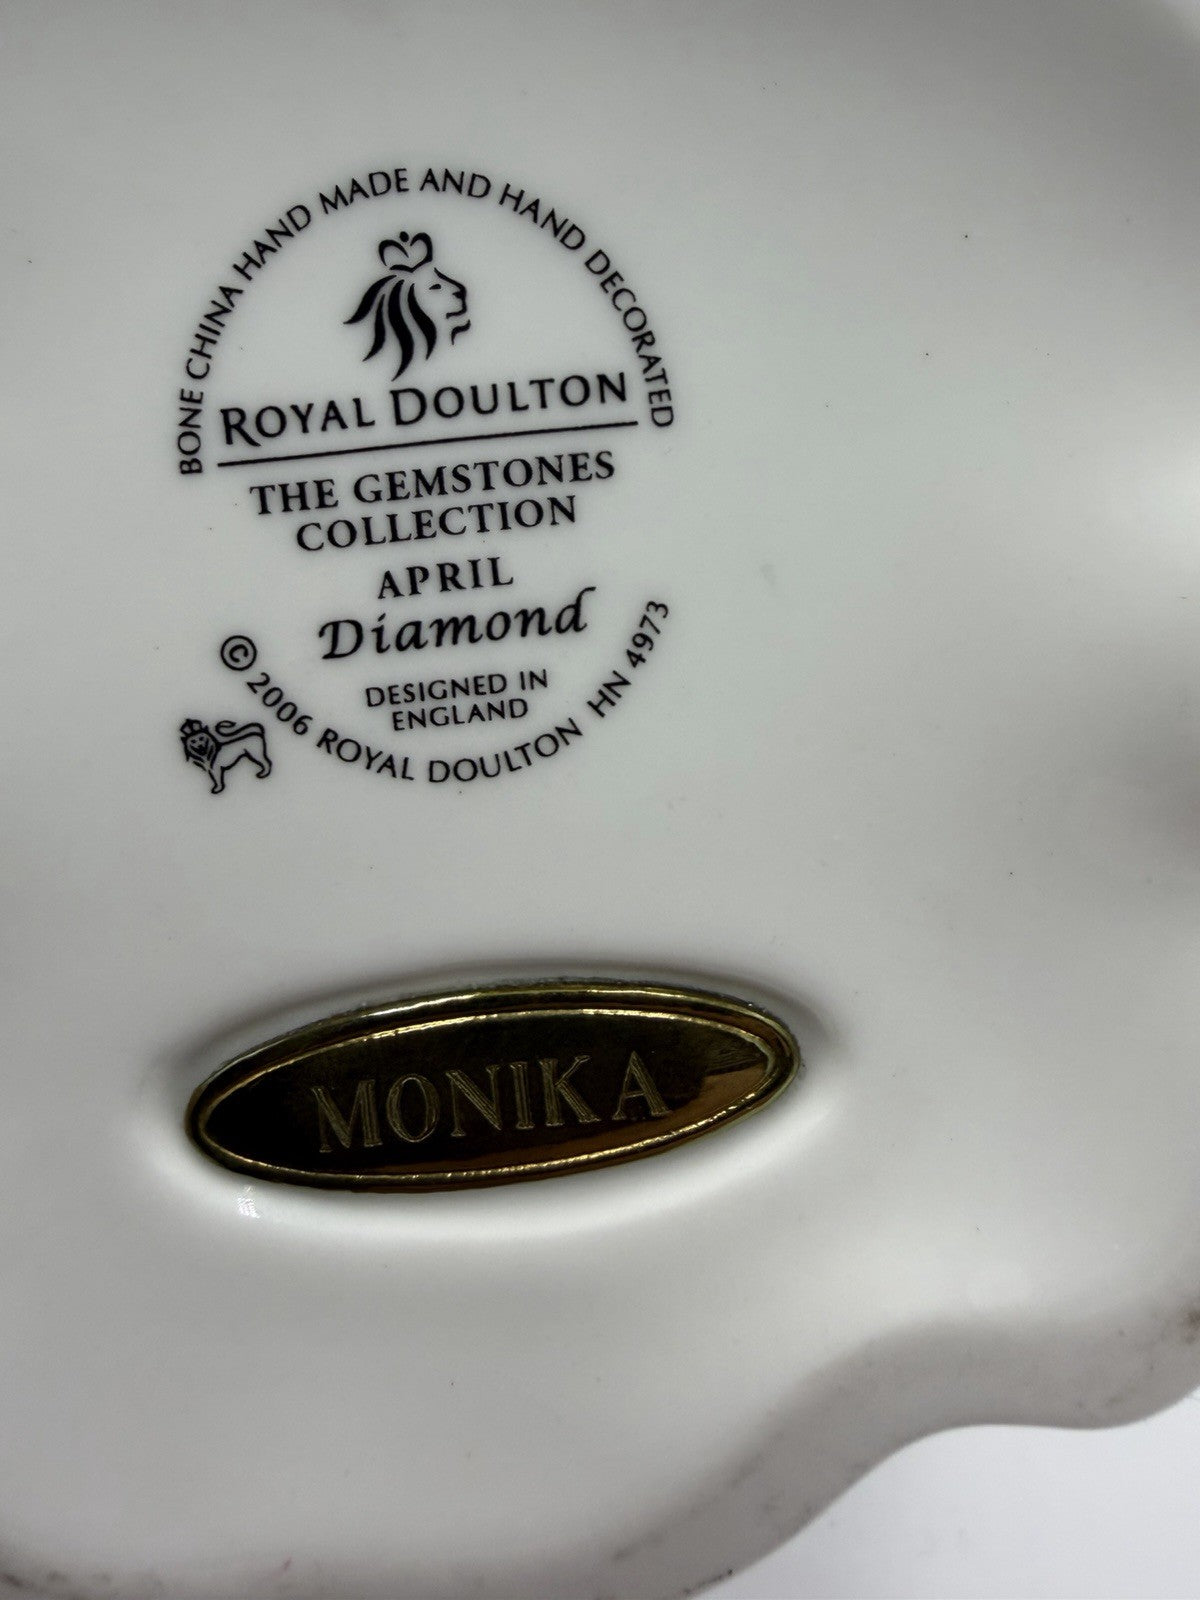 BONE CHINA HAND MADE AND HAND DECORATED
ROYAL DOULTON
THE GEMSTONES
COLLECTION
APRIL
Diamond
DESIGNED IN
ENGLAND
© 2006 ROYAL DOULTON HN 4973
MONIKA